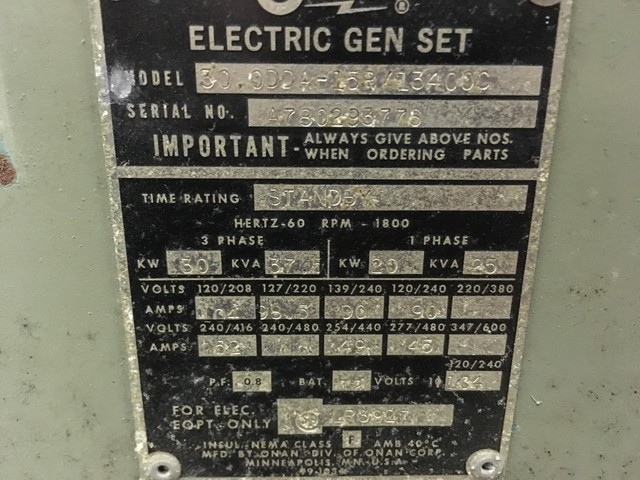 ®
ELECTRIC GEN SET
MODEL 30.0DDA-15R/13400C
SERIAL NO. A780293776
IMPORTANT- ALWAYS GIVE ABOVE NOS.
WHEN ORDERING PARTS
TIME RATING STANDBY
HERTZ-60 RPM - 1800
3 PHASE 1 PHASE
KW 30 KVA 37.5 KW 20 KVA 25
VOLTS 120/208 127/220 139/240 120/240 220/380
AMPS 104 98.5 90 90
VOLTS 240/416 240/480 254/440 277/480 347/600
AMPS 52 49 45
120/240
P.F. 0.8 BAT. 12 VOLTS 1Ø 84
FOR ELEC.
EQPT ONLY
INSUL. NEMA CLASS F AMB 40°C
MFD. BY ONAN DIV. OF ONAN CORP.
MINNEAPOLIS, MN. U.S.A.